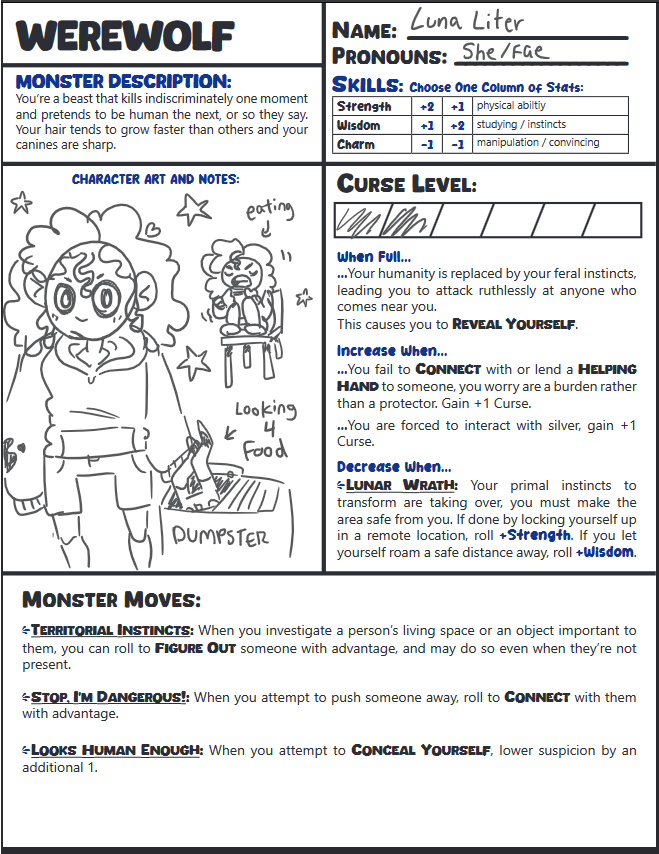 WEREWOLF
MONSTER DESCRIPTION:
You're a beast that kills indiscriminately one moment
and pretends to be human the next, or so they say.
Your hair tends to grow faster than others and your
canines are sharp.
NAME: Luna Liter
PRONOUNS: She/Fae
SKILLS: Choose One Column of Stats:
Strength +2 +1 physical abiltiy
Wisdom +1 +2 studying / instincts
Charm -1 -1 manipulation / convincing
CHARACTER ART AND NOTES:
eating
Looking
4
Food
DUMPSTER
CURSE LEVEL:
When Full...
...Your humanity is replaced by your feral instincts,
leading you to attack ruthlessly at anyone who
comes near you.
This causes you to REVEAL YOURSELF.
Increase When...
...You fail to CONNECT with or lend a HELPING
HAND to someone, you worry are a burden rather
than a protector. Gain +1 Curse.
...You are forced to interact with silver, gain +1
Curse.
Decrease When...
LUNAR WRATH: Your primal instincts to
transform are taking over, you must make the
area safe from you. If done by locking yourself up
in a remote location, roll +Strength. If you let
yourself roam a safe distance away, roll +Wisdom.
MONSTER MOVES:
TERRITORIAL INSTINCTS: When you investigate a person's living space or an object important to
them, you can roll to FIGURE OUT someone with advantage, and may do so even when they're not
present.
STOP, I'M DANGEROUS!: When you attempt to push someone away, roll to CONNECT with them
with advantage.
LOOKS HUMAN ENOUGH: When you attempt to CONCEAL YOURSELF, lower suspicion by an
additional 1.